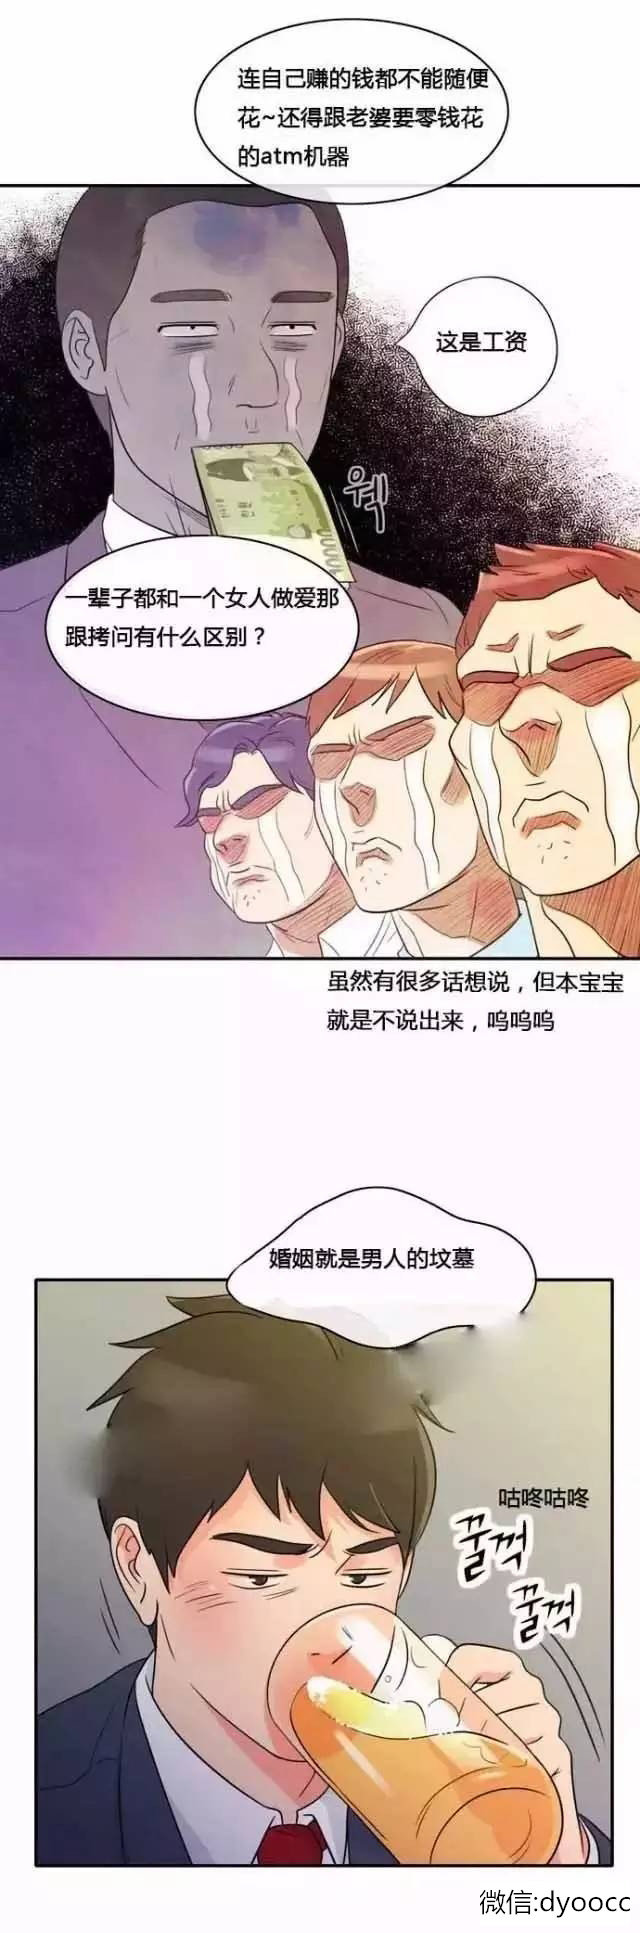 连自己赚的钱都不能随便
花~还得跟老婆要零钱花
的atm机器
这是工资
웩
一辈子都和一个女人做爱那
跟拷问有什么区别？
虽然有很多话想说，但本宝宝
就是不说出来，呜呜呜
婚姻就是男人的坟墓
咕咚咕咚
꿀꺽
꿀꺽
微信:dyoocc